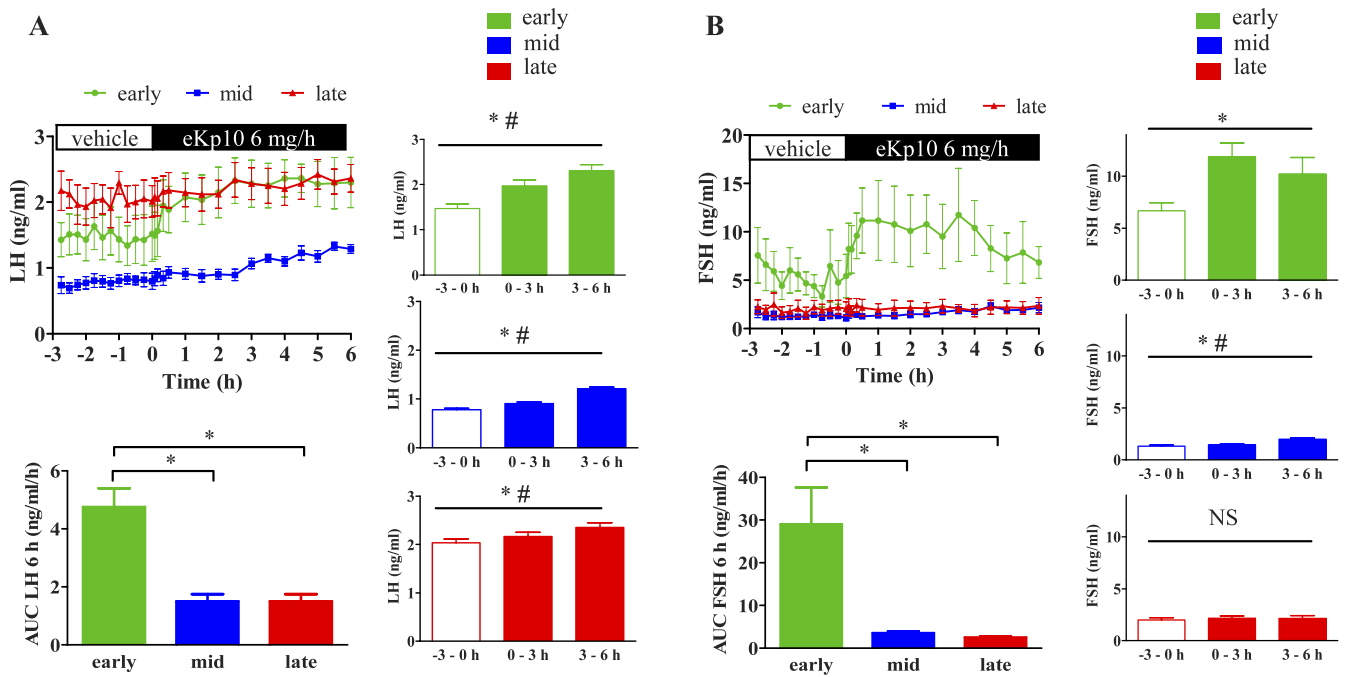 A
early
mid
late
early mid late
vehicle eKp10 6 mg/h
LH (ng/ml)
3
2
1
0
-3 -2 -1 0 1 2 3 4 5 6
Time (h)
* #
LH (ng/ml)
3
2
1
0
-3 - 0 h 0 - 3 h 3 - 6 h
* #
LH (ng/ml)
3
2
1
0
-3 - 0 h 0 - 3 h 3 - 6 h
* #
LH (ng/ml)
3
2
1
0
-3 - 0 h 0 - 3 h 3 - 6 h
*
*
AUC LH 6 h (ng/ml/h)
6
4
2
0
early mid late
B
early
mid
late
early mid late
vehicle eKp10 6 mg/h
FSH (ng/ml)
20
15
10
5
0
-3 -2 -1 0 1 2 3 4 5 6
Time (h)
*
FSH (ng/ml)
10
5
0
-3 - 0 h 0 - 3 h 3 - 6 h
* #
FSH (ng/ml)
10
5
0
-3 - 0 h 0 - 3 h 3 - 6 h
NS
FSH (ng/ml)
10
5
0
-3 - 0 h 0 - 3 h 3 - 6 h
*
*
AUC FSH 6 h (ng/ml/h)
40
30
20
10
0
early mid late